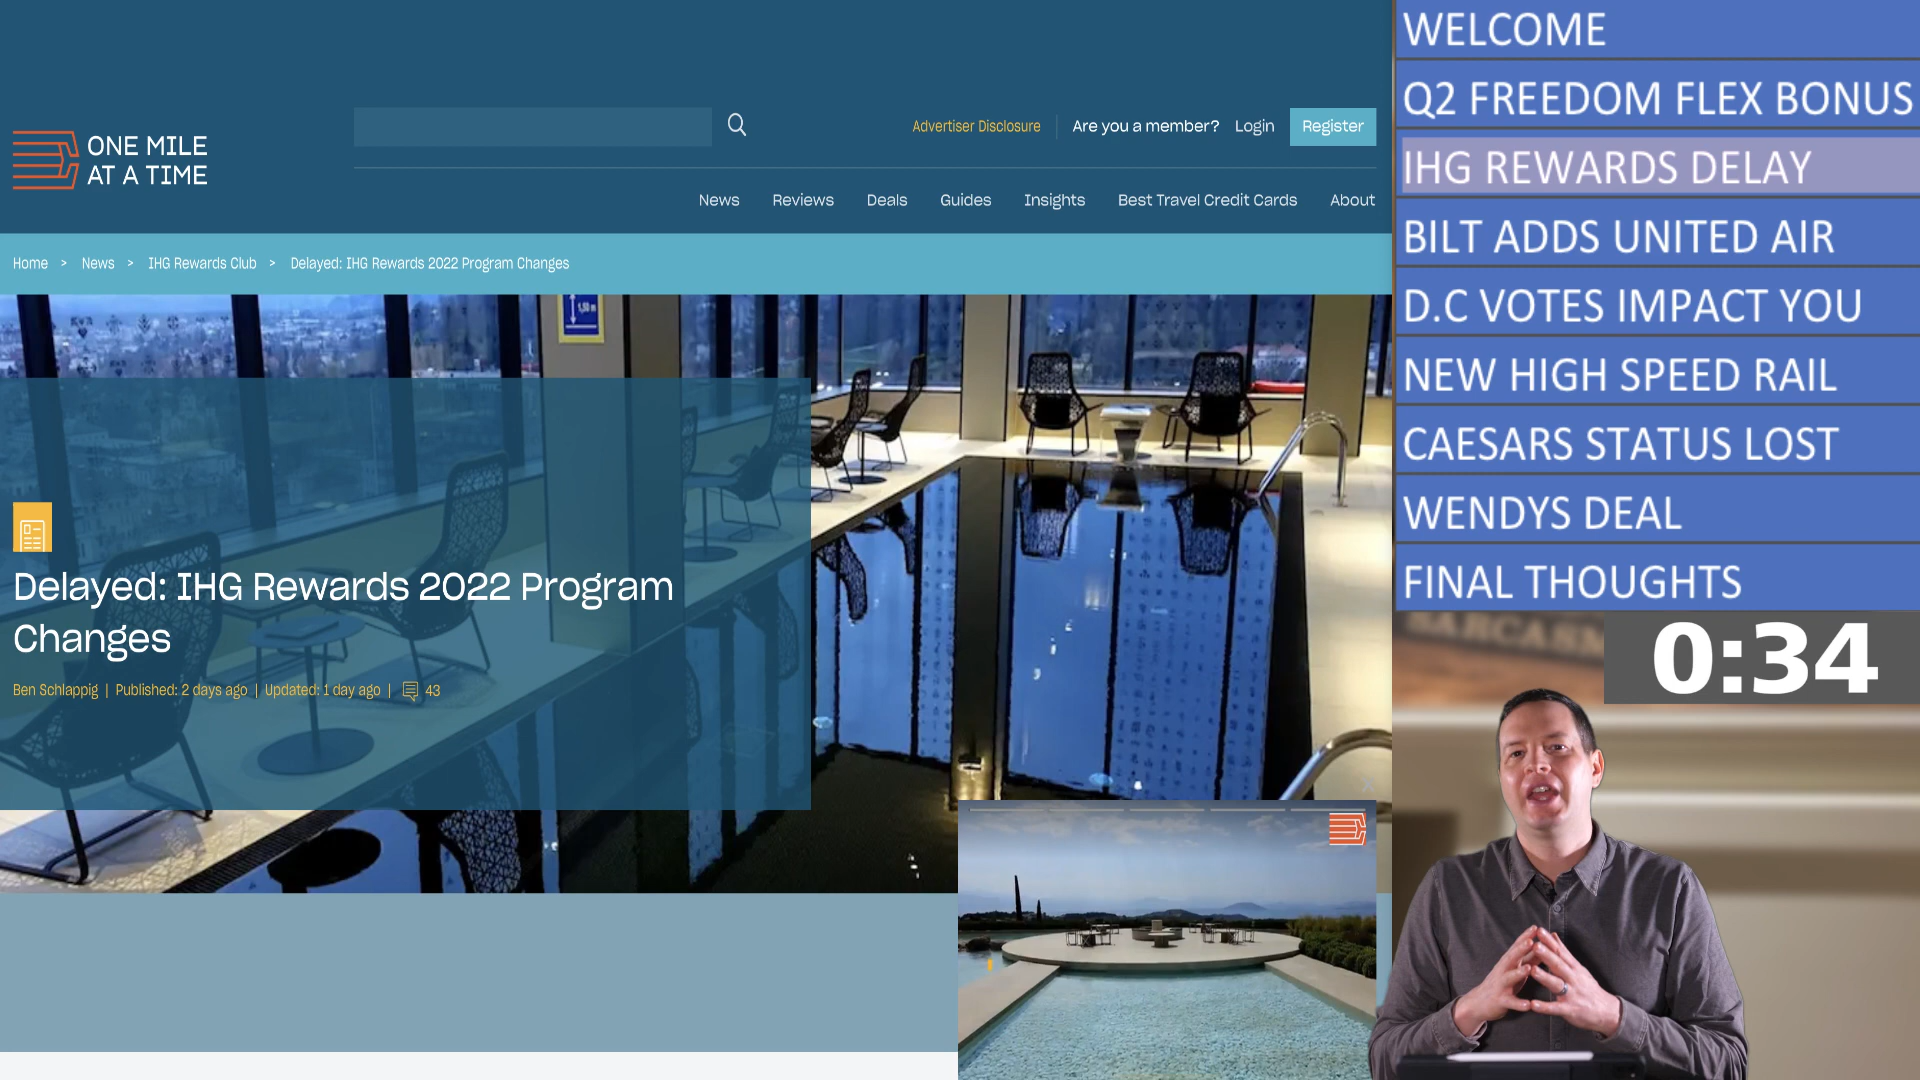 ONE MILE
AT A TIME
Advertiser Disclosure
Are you a member?
Login
Register
News
Reviews
Deals
Guides
Insights
Best Travel Credit Cards
About
Home > News > IHG Rewards Club > Delayed: IHG Rewards 2022 Program Changes
1,50 m
Delayed: IHG Rewards 2022 Program
Changes
Ben Schlappig | Published: 2 days ago | Updated: 1 day ago | 43
WELCOME
Q2 FREEDOM FLEX BONUS
IHG REWARDS DELAY
BILT ADDS UNITED AIR
D.C VOTES IMPACT YOU
NEW HIGH SPEED RAIL
CAESARS STATUS LOST
WENDYS DEAL
FINAL THOUGHTS
SARCASM
0:34